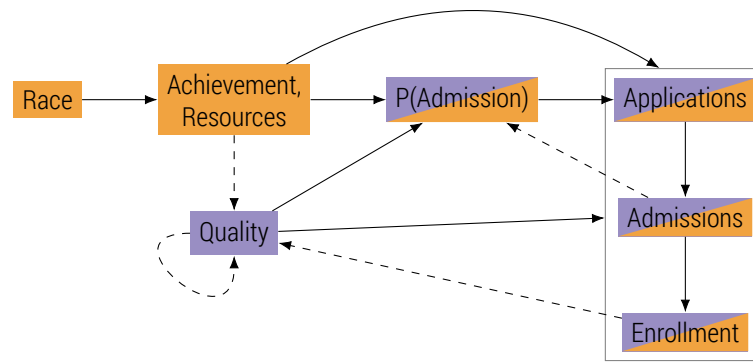 Race
Achievement,
Resources
P(Admission)
Applications
Quality
Admissions
Enrollment